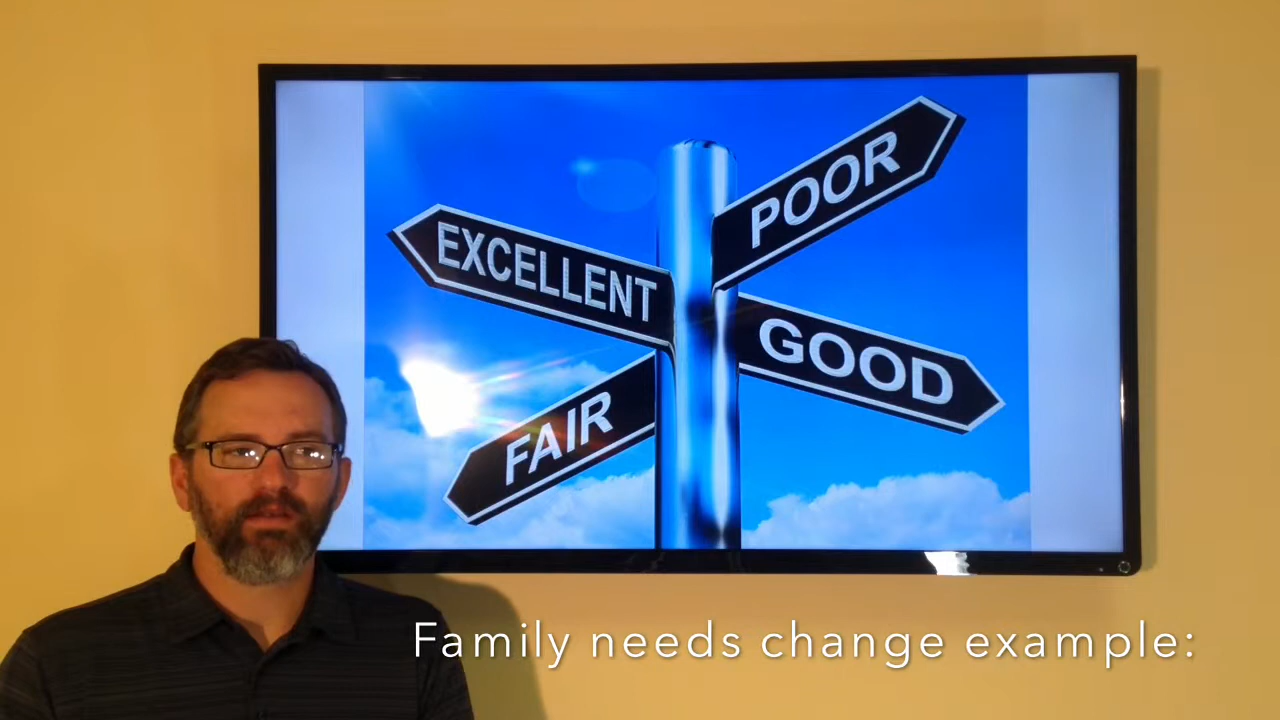 POOR
EXCELLENT
GOOD
FAIR
Family needs change example: